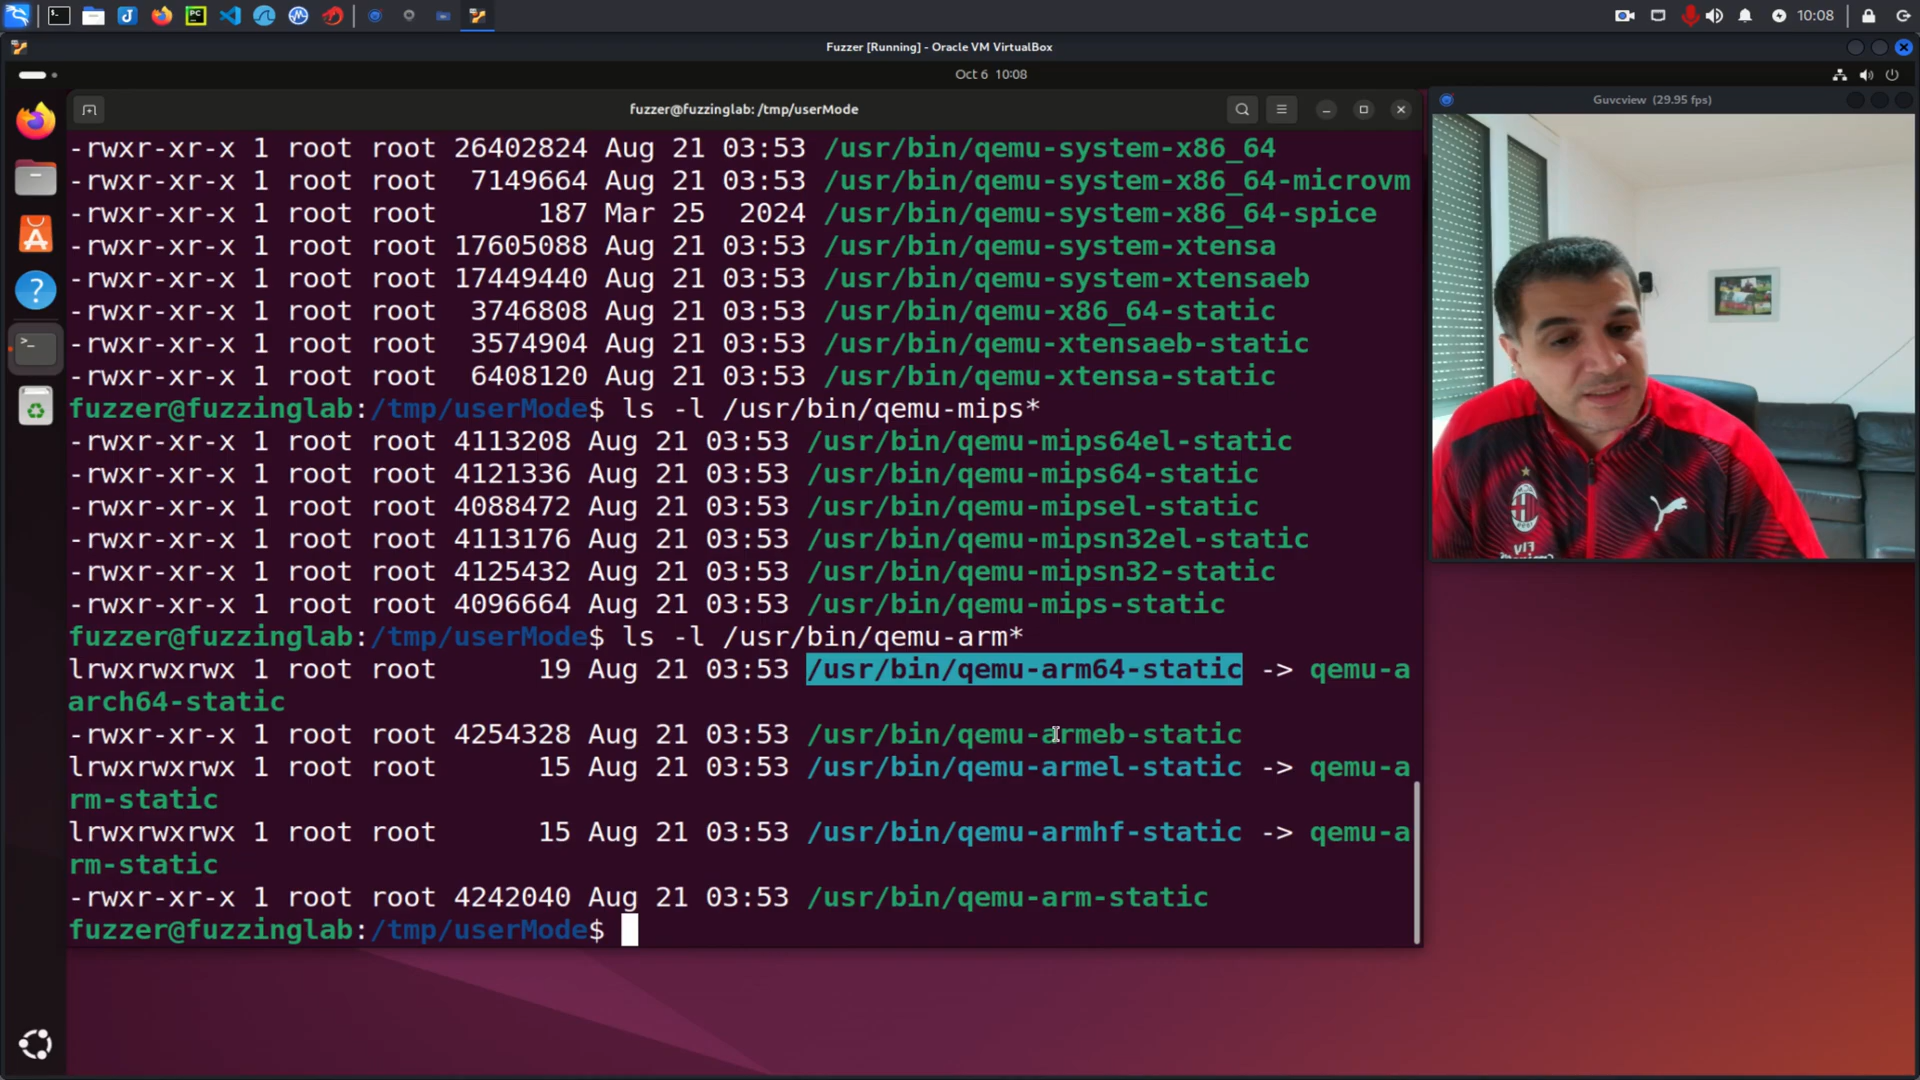 10:08
Fuzzer [Running] - Oracle VM VirtualBox
Oct 6 10:08
fuzzer@fuzzinglab: /tmp/userMode
Guvcview (29.95 fps)
-rwxr-xr-x 1 root root 26402824 Aug 21 03:53 /usr/bin/qemu-system-x86_64
-rwxr-xr-x 1 root root 7149664 Aug 21 03:53 /usr/bin/qemu-system-x86_64-microvm
-rwxr-xr-x 1 root root 187 Mar 25 2024 /usr/bin/qemu-system-x86_64-spice
-rwxr-xr-x 1 root root 17605088 Aug 21 03:53 /usr/bin/qemu-system-xtensa
-rwxr-xr-x 1 root root 17449440 Aug 21 03:53 /usr/bin/qemu-system-xtensaeb
-rwxr-xr-x 1 root root 3746808 Aug 21 03:53 /usr/bin/qemu-x86_64-static
-rwxr-xr-x 1 root root 3574904 Aug 21 03:53 /usr/bin/qemu-xtensaeb-static
-rwxr-xr-x 1 root root 6408120 Aug 21 03:53 /usr/bin/qemu-xtensa-static
fuzzer@fuzzinglab:/tmp/userMode$ ls -l /usr/bin/qemu-mips*
-rwxr-xr-x 1 root root 4113208 Aug 21 03:53 /usr/bin/qemu-mips64el-static
-rwxr-xr-x 1 root root 4121336 Aug 21 03:53 /usr/bin/qemu-mips64-static
-rwxr-xr-x 1 root root 4088472 Aug 21 03:53 /usr/bin/qemu-mipsel-static
-rwxr-xr-x 1 root root 4113176 Aug 21 03:53 /usr/bin/qemu-mipsn32el-static
-rwxr-xr-x 1 root root 4125432 Aug 21 03:53 /usr/bin/qemu-mipsn32-static
-rwxr-xr-x 1 root root 4096664 Aug 21 03:53 /usr/bin/qemu-mips-static
fuzzer@fuzzinglab:/tmp/userMode$ ls -l /usr/bin/qemu-arm*
lrwxrwxrwx 1 root root 19 Aug 21 03:53 /usr/bin/qemu-arm64-static -> qemu-a
arch64-static
-rwxr-xr-x 1 root root 4254328 Aug 21 03:53 /usr/bin/qemu-armeb-static
lrwxrwxrwx 1 root root 15 Aug 21 03:53 /usr/bin/qemu-armel-static -> qemu-a
rm-static
lrwxrwxrwx 1 root root 15 Aug 21 03:53 /usr/bin/qemu-armhf-static -> qemu-a
rm-static
-rwxr-xr-x 1 root root 4242040 Aug 21 03:53 /usr/bin/qemu-arm-static
fuzzer@fuzzinglab:/tmp/userMode$